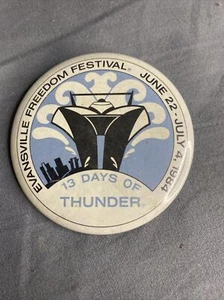 EVANSVILLE FREEDOM FESTIVAL® JUNE 22 - JULY 4, 1984
13 DAYS OF
THUNDER®